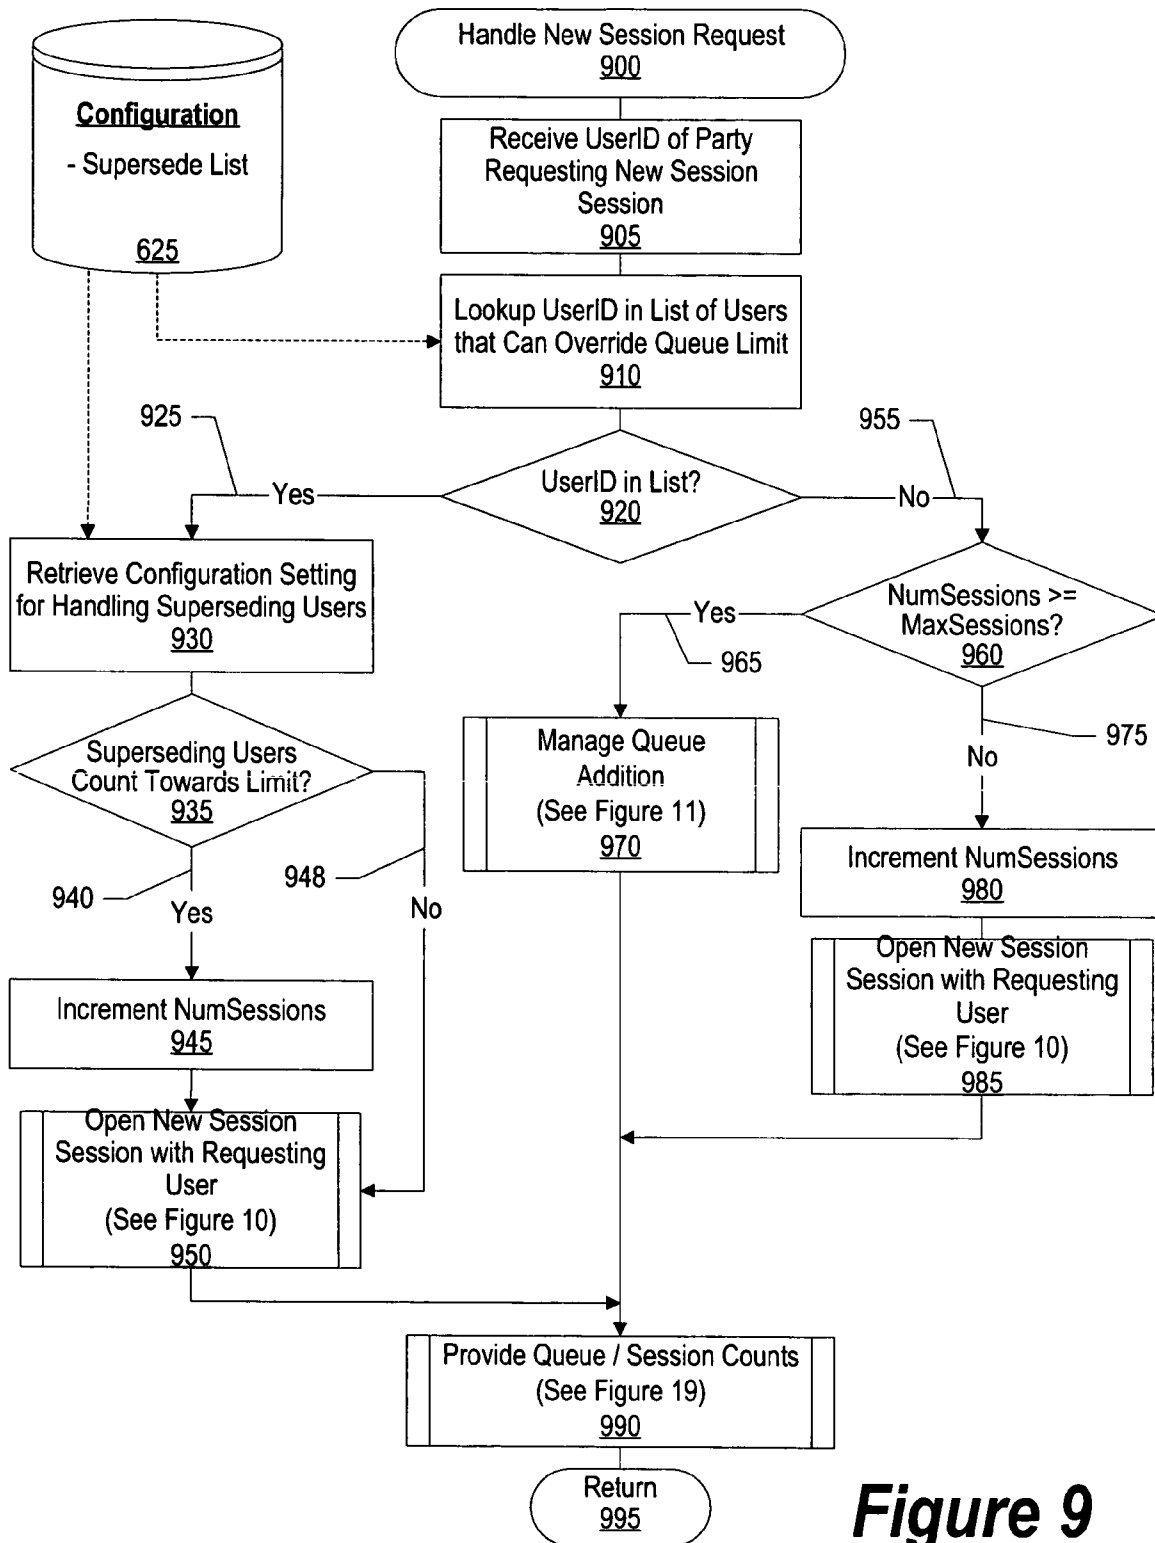 Handle New Session Request
900
Configuration
- Supersede List
625
Receive UserID of Party
Requesting New Session
Session
905
Lookup UserID in List of Users
that Can Override Queue Limit
910
925
955
UserID in List?
920
Yes
No
Retrieve Configuration Setting
for Handling Superseding Users
930
NumSessions >=
MaxSessions?
960
Yes
965
975
No
Superseding Users
Count Towards Limit?
935
Manage Queue
Addition
(See Figure 11)
970
940
948
Yes
No
Increment NumSessions
980
Open New Session
Session with Requesting
User
(See Figure 10)
985
Increment NumSessions
945
Open New Session
Session with Requesting
User
(See Figure 10)
950
Provide Queue / Session Counts
(See Figure 19)
990
Return
995
Figure 9